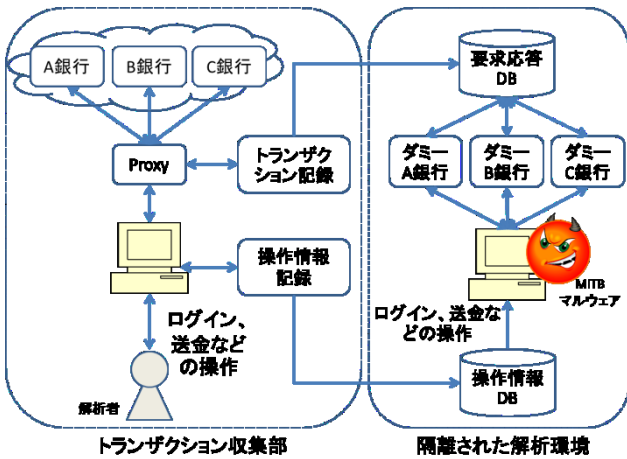 A銀行
B銀行
C銀行
Proxy
トランザク
ション記録
操作情報
記録
ログイン、
送金など
の操作
解析者
トランザクション収集部
要求応答
DB
ダミー
A銀行
ダミー
B銀行
ダミー
C銀行
MITB
マルウェア
ログイン、送金な
どの操作
操作情報
DB
隔離された解析環境